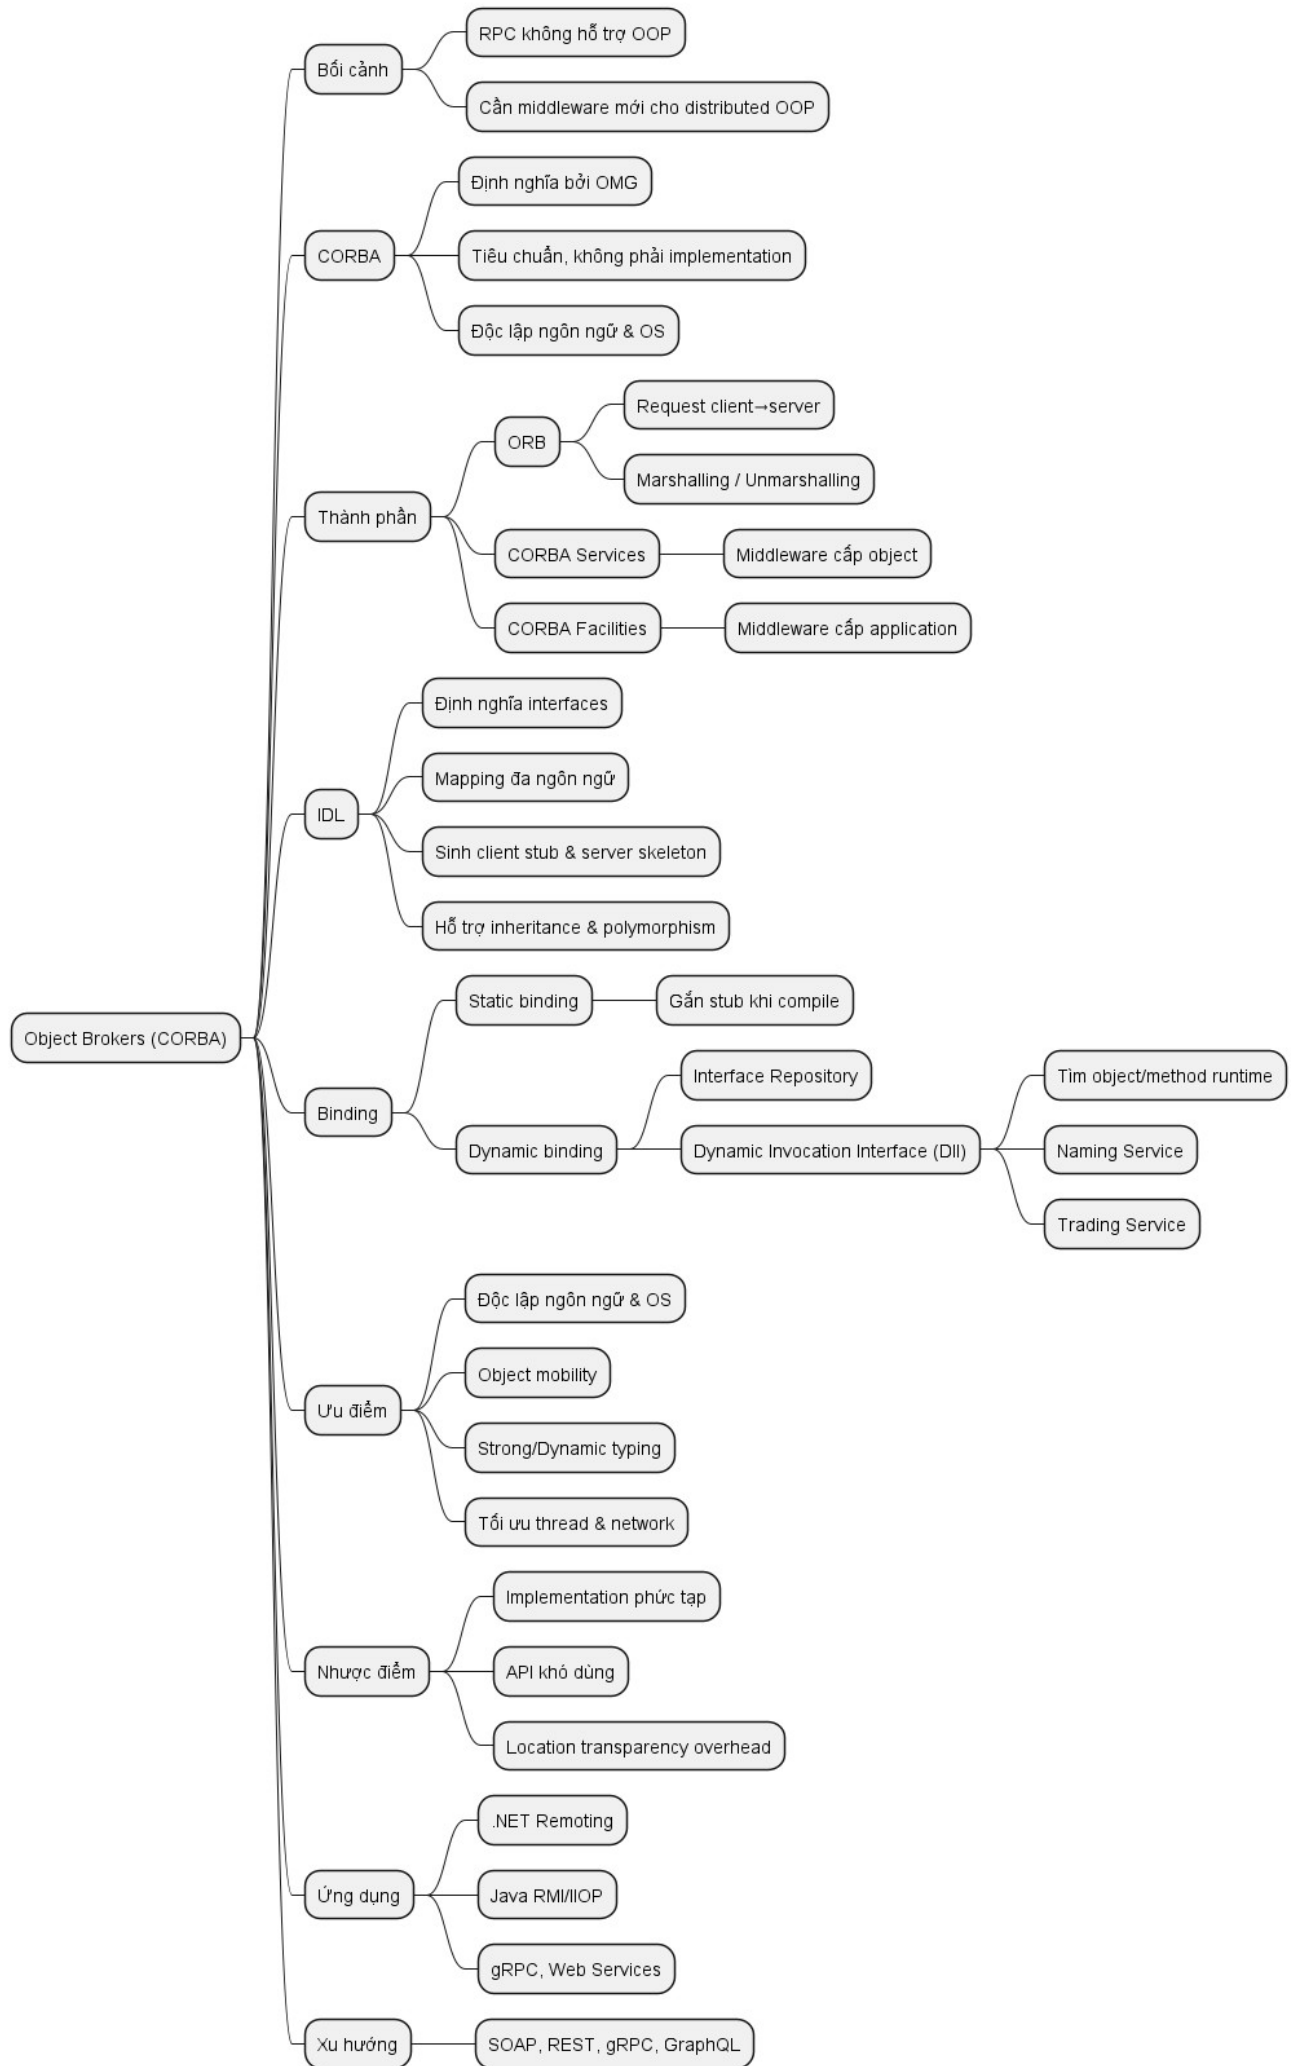 Object Brokers (CORBA)
Bối cảnh
RPC không hỗ trợ OOP
Cần middleware mới cho distributed OOP
CORBA
Định nghĩa bởi OMG
Tiêu chuẩn, không phải implementation
Độc lập ngôn ngữ & OS
Thành phần
ORB
Request client→server
Marshalling / Unmarshalling
CORBA Services
Middleware cấp object
CORBA Facilities
Middleware cấp application
IDL
Định nghĩa interfaces
Mapping đa ngôn ngữ
Sinh client stub & server skeleton
Hỗ trợ inheritance & polymorphism
Binding
Static binding
Gắn stub khi compile
Dynamic binding
Interface Repository
Dynamic Invocation Interface (DII)
Tìm object/method runtime
Naming Service
Trading Service
Ưu điểm
Độc lập ngôn ngữ & OS
Object mobility
Strong/Dynamic typing
Tối ưu thread & network
Nhược điểm
Implementation phức tạp
API khó dùng
Location transparency overhead
Ứng dụng
.NET Remoting
Java RMI/IIOP
gRPC, Web Services
Xu hướng
SOAP, REST, gRPC, GraphQL